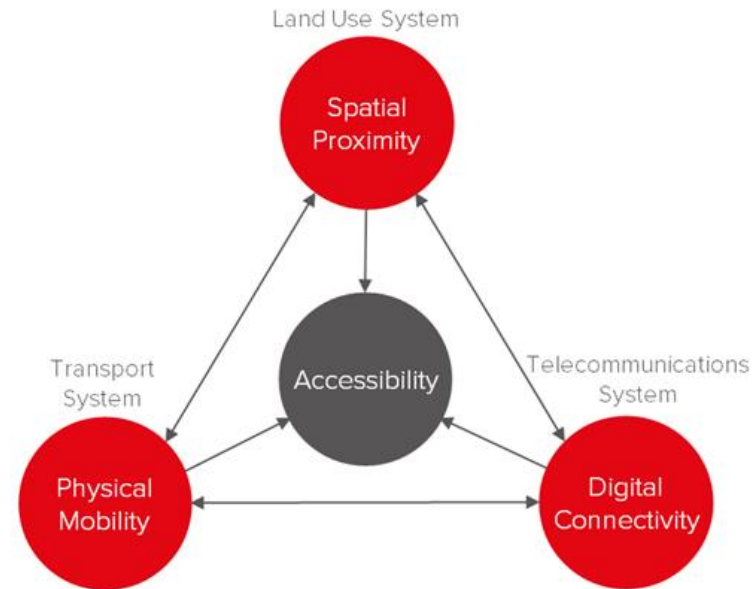 Land Use System
Spatial
Proximity
Accessibility
Transport
System
Telecommunications
System
Physical
Mobility
Digital
Connectivity